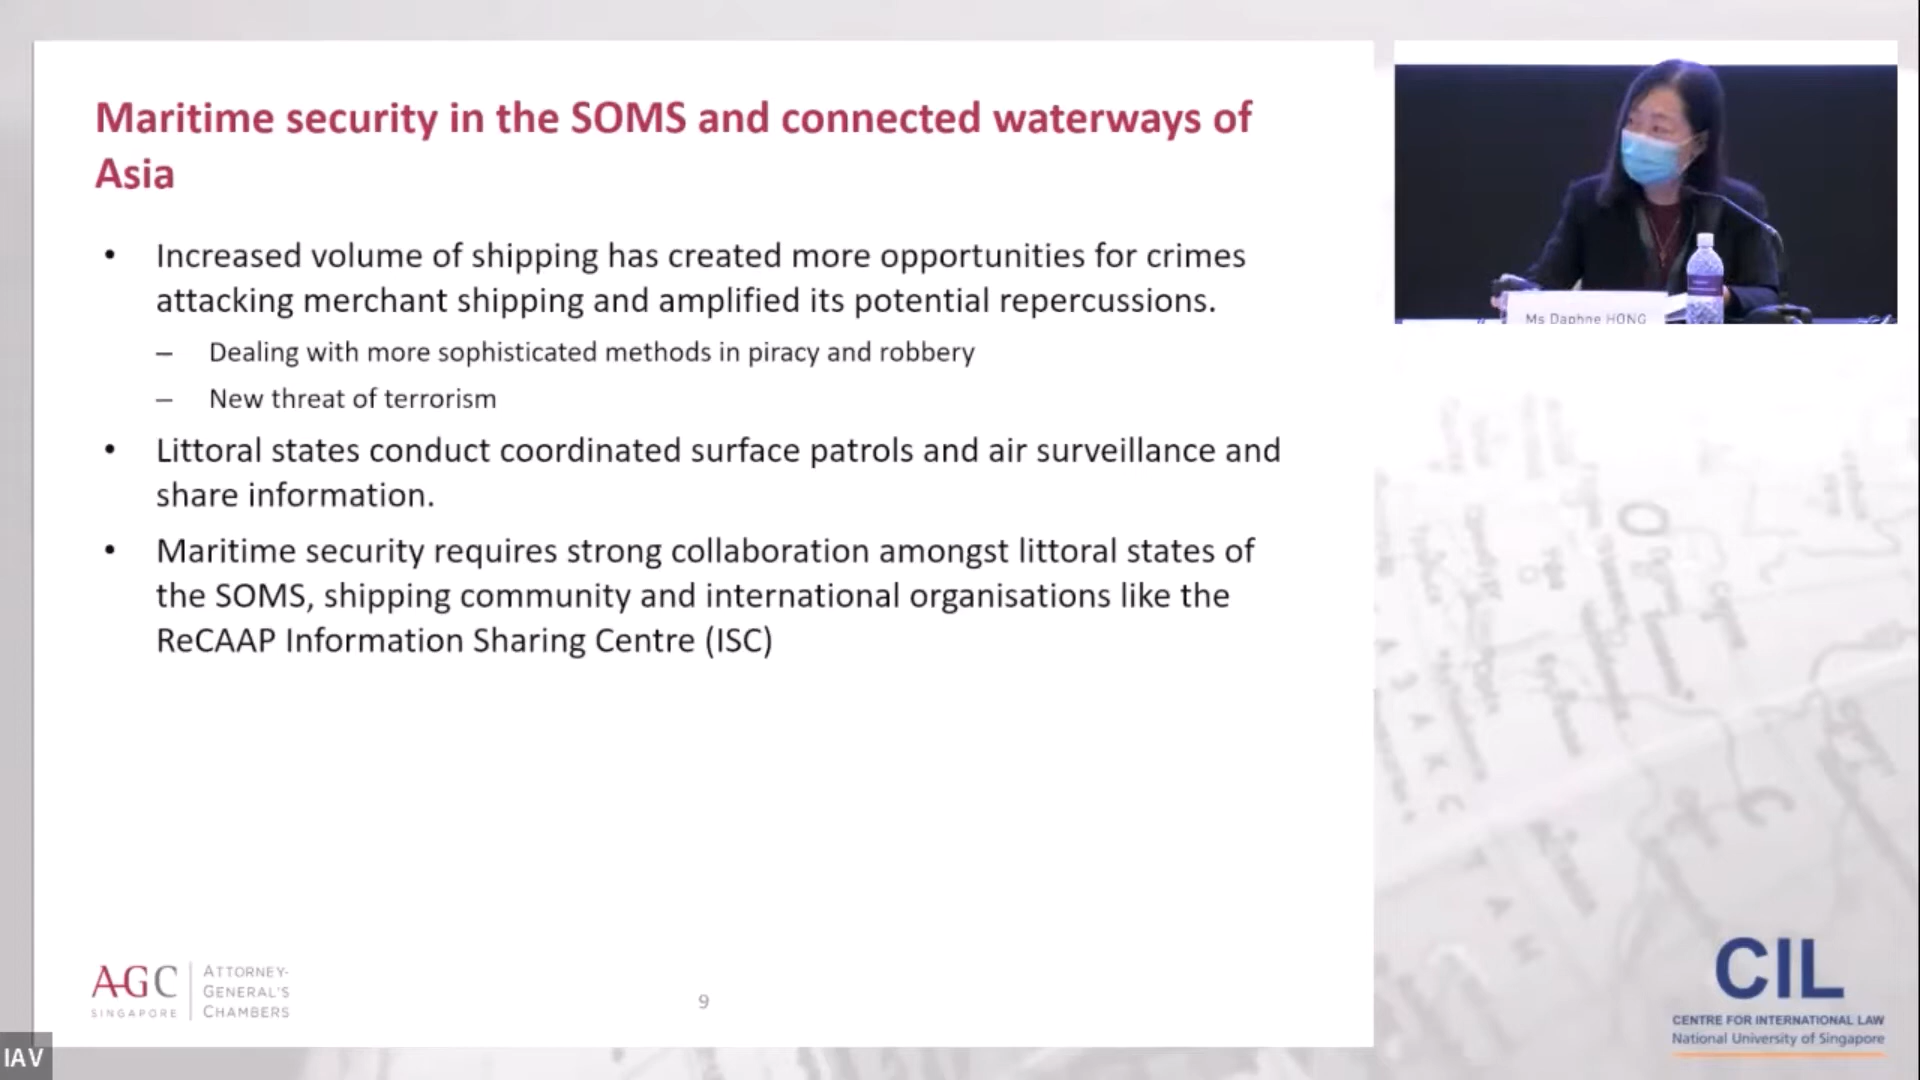 Maritime security in the SOMS and connected waterways of
Asia
• Increased volume of shipping has created more opportunities for crimes
attacking merchant shipping and amplified its potential repercussions.
– Dealing with more sophisticated methods in piracy and robbery
– New threat of terrorism
• Littoral states conduct coordinated surface patrols and air surveillance and
share information.
• Maritime security requires strong collaboration amongst littoral states of
the SOMS, shipping community and international organisations like the
ReCAAP Information Sharing Centre (ISC)
AGC
SINGAPORE
ATTORNEY-
GENERAL'S
CHAMBERS
9
IAV
Ms Daphne HONG
CIL
CENTRE FOR INTERNATIONAL LAW
National University of Singapore